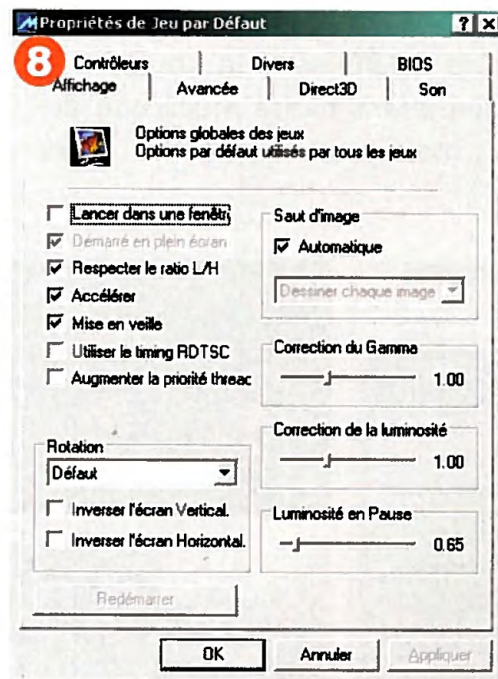 Propriétés de Jeu par Défaut
8
Contrôleurs Divers BIOS
Affichage Avancée Direct3D Son
Options globales des jeux
Options par défaut utilisés par tous les jeux
Lancer dans une fenêtr
Démarré en plein écran
Respecter le ratio L/H
Accélérer
Mise en veille
Utiliser le timing RDTSC
Augmenter la priorité threac
Rotation
Défaut
Inverser l'écran Vertical.
Inverser l'écran Horizontal.
Redémarrer
Saut d'image
Automatique
Dessiner chaque image
Correction du Gamma
1.00
Correction de la luminosité
1.00
Luminosité en Pause
0.65
OK Annuler Appliquer